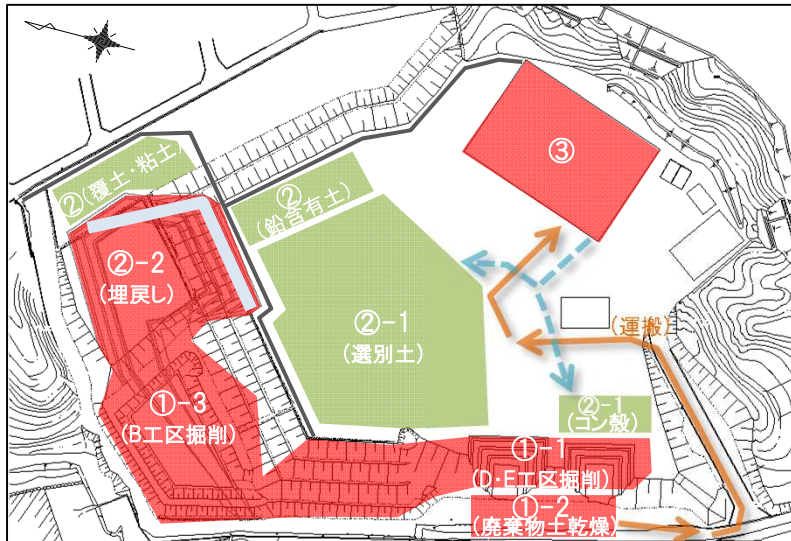 ②(覆土・粘土)
②
(鉛含有土)
③
②-2
(埋戻し)
②-1
(選別土)
(運搬)
①-3
(B工区掘削)
②-1
(コン殻)
①-1
(D・E工区掘削)
①-2
(廃棄物土乾燥)